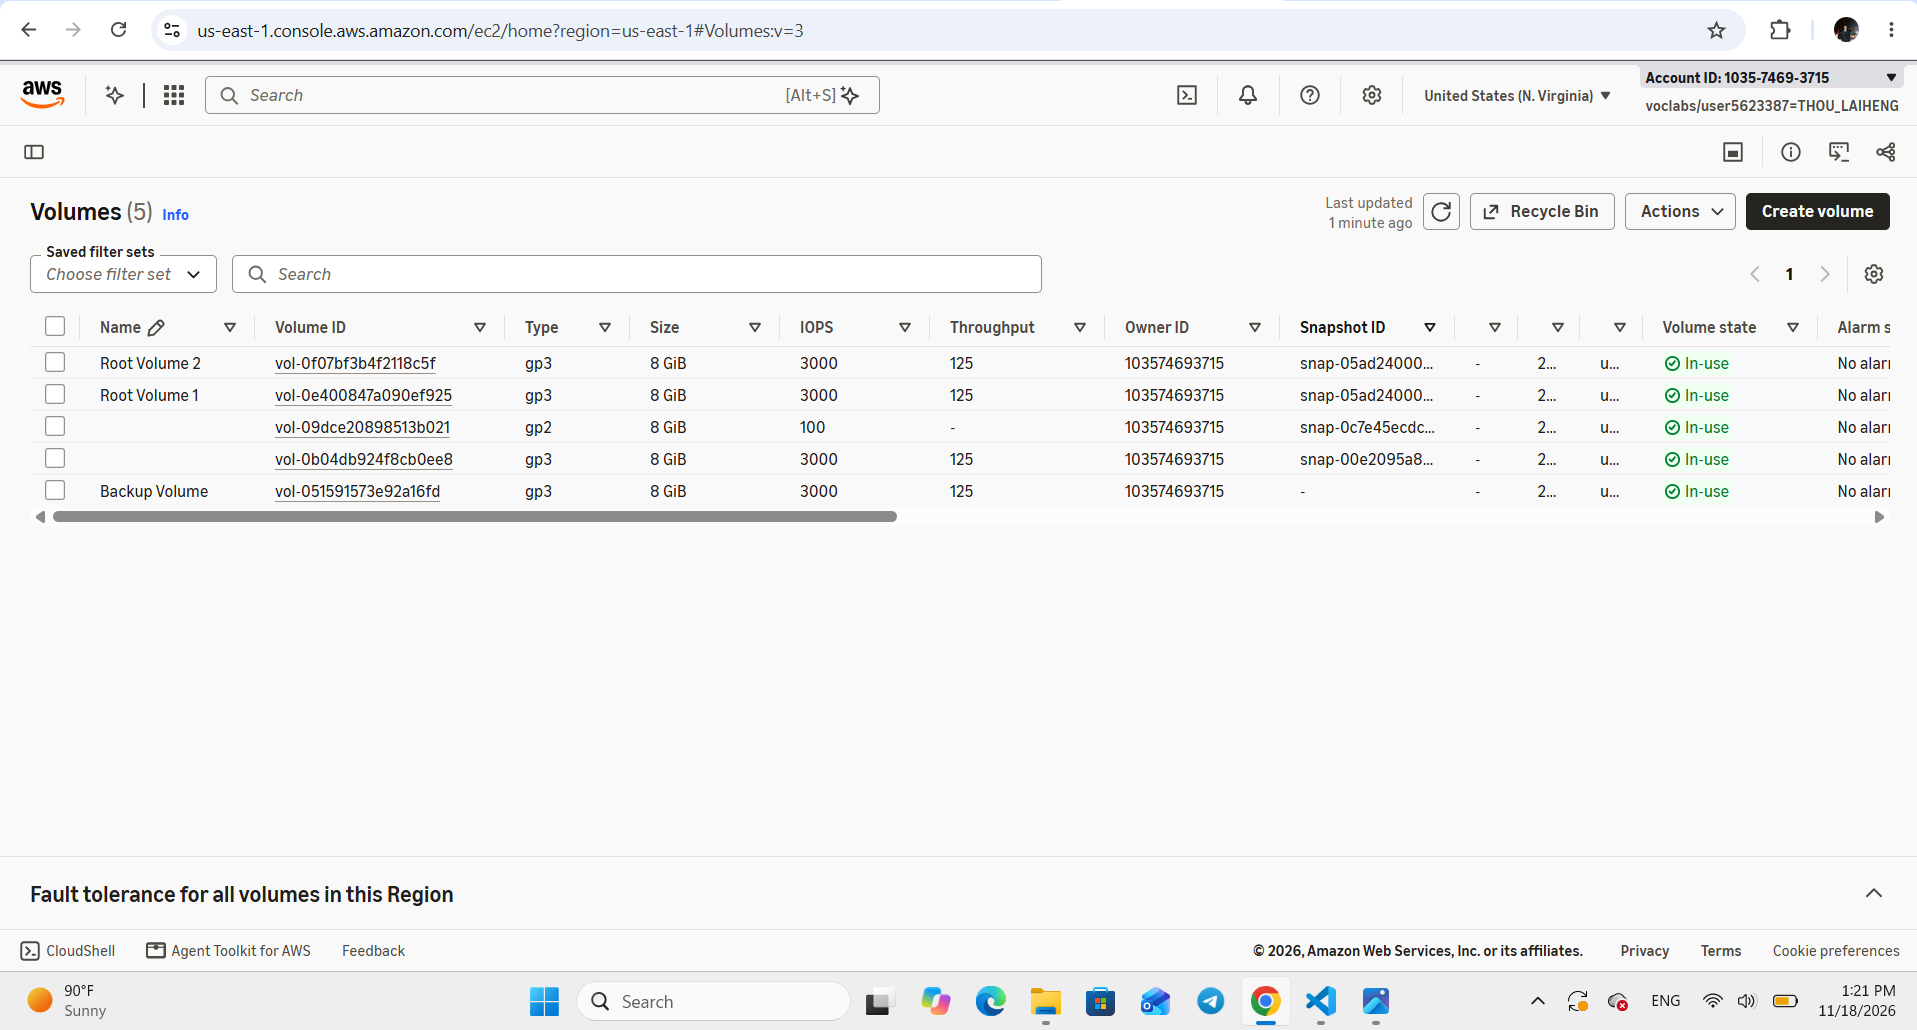 us-east-1.console.aws.amazon.com/ec2/home?region=us-east-1#Volumes:v=3
aws
Search
[Alt+S]
United States (N. Virginia)
Account ID: 1035-7469-3715
voclabs/user5623387=THOU_LAIHENG
Volumes (5) Info
Last updated
1 minute ago
Recycle Bin
Actions
Create volume
Saved filter sets
Choose filter set
Search
1
Name Volume ID Type Size IOPS Throughput Owner ID Snapshot ID Volume state Alarm s
Root Volume 2 vol-0f07bf3b4f2118c5f gp3 8 GiB 3000 125 103574693715 snap-05ad24000... - 2... u... In-use No aları
Root Volume 1 vol-0e400847a090ef925 gp3 8 GiB 3000 125 103574693715 snap-05ad24000... - 2... u... In-use No aları
vol-09dce20898513b021 gp2 8 GiB 100 - 103574693715 snap-0c7e45ecdc... - 2... u... In-use No aları
vol-0b04db924f8cb0ee8 gp3 8 GiB 3000 125 103574693715 snap-00e2095a8... - 2... u... In-use No aları
Backup Volume vol-051591573e92a16fd gp3 8 GiB 3000 125 103574693715 - - 2... u... In-use No aları
Fault tolerance for all volumes in this Region
CloudShell Agent Toolkit for AWS Feedback © 2026, Amazon Web Services, Inc. or its affiliates. Privacy Terms Cookie preferences
90°F
Sunny
Search
ENG
1:21 PM
11/18/2026